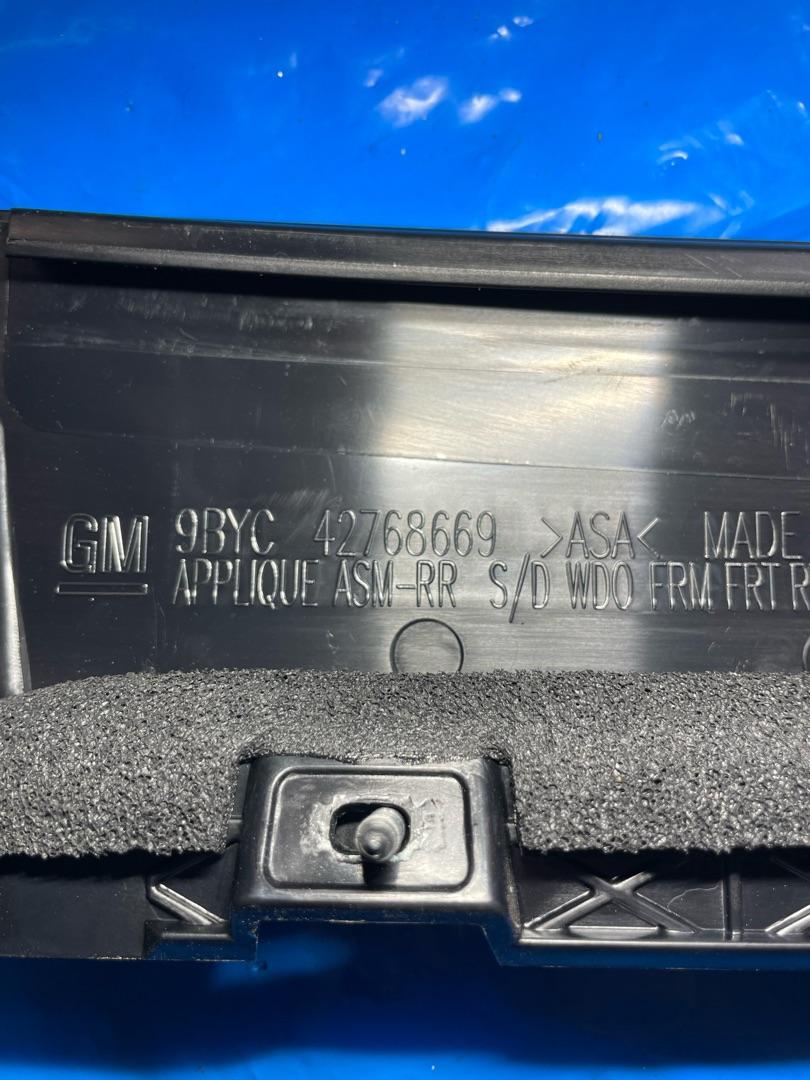 GM 9BYC 42768669 >ASA< MADE
APPLIQUE ASM-RR S/D WDO FRM FRT R